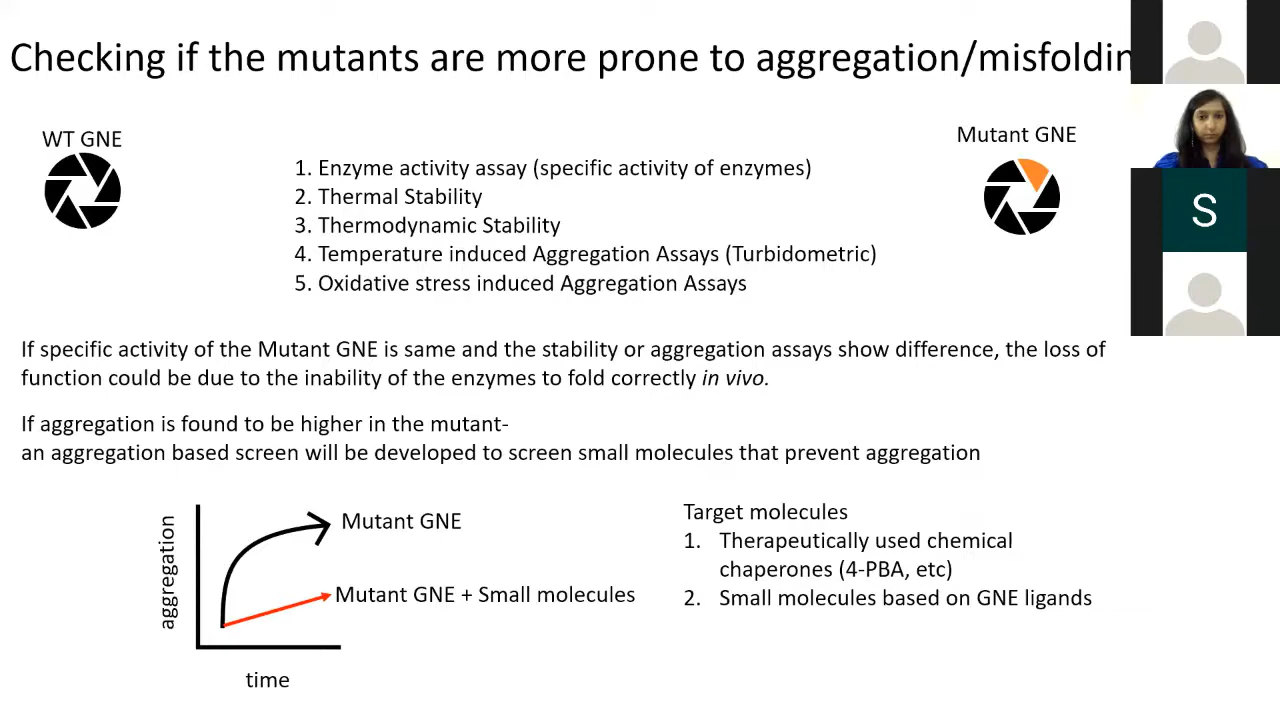 Checking if the mutants are more prone to aggregation/misfoldin
WT GNE
Mutant GNE
1. Enzyme activity assay (specific activity of enzymes)
2. Thermal Stability
3. Thermodynamic Stability
4. Temperature induced Aggregation Assays (Turbidometric)
5. Oxidative stress induced Aggregation Assays
S
If specific activity of the Mutant GNE is same and the stability or aggregation assays show difference, the loss of
function could be due to the inability of the enzymes to fold correctly in vivo.
If aggregation is found to be higher in the mutant-
an aggregation based screen will be developed to screen small molecules that prevent aggregation
aggregation
Mutant GNE
Mutant GNE + Small molecules
time
Target molecules
1. Therapeutically used chemical
chaperones (4-PBA, etc)
2. Small molecules based on GNE ligands